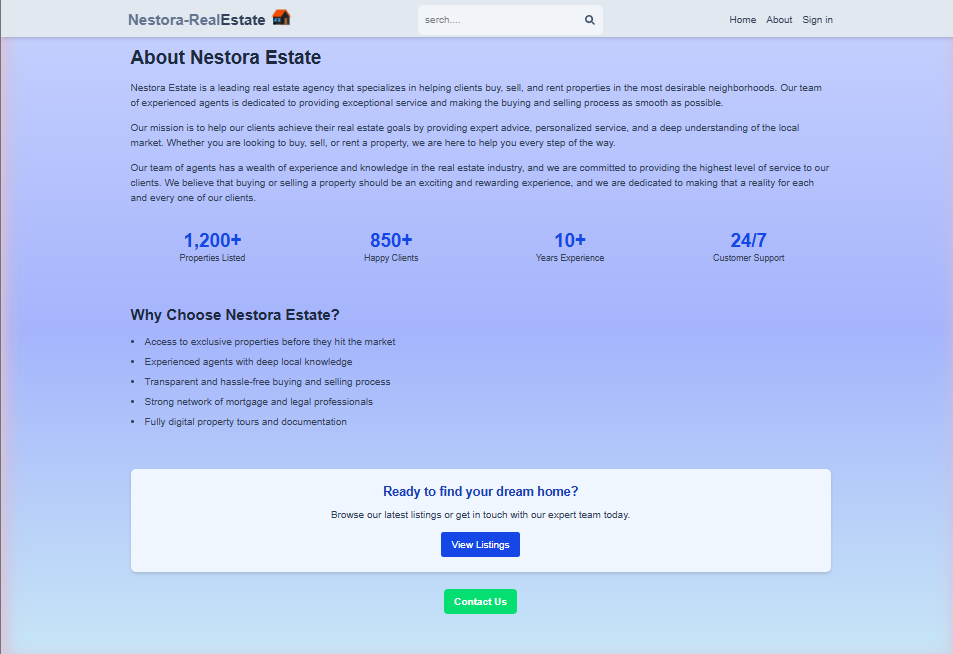 Nestora-RealEstate
serch....
Home About Sign in
About Nestora Estate
Nestora Estate is a leading real estate agency that specializes in helping clients buy, sell, and rent properties in the most desirable neighborhoods. Our team
of experienced agents is dedicated to providing exceptional service and making the buying and selling process as smooth as possible.
Our mission is to help our clients achieve their real estate goals by providing expert advice, personalized service, and a deep understanding of the local
market. Whether you are looking to buy, sell, or rent a property, we are here to help you every step of the way.
Our team of agents has a wealth of experience and knowledge in the real estate industry, and we are committed to providing the highest level of service to our
clients. We believe that buying or selling a property should be an exciting and rewarding experience, and we are dedicated to making that a reality for each
and every one of our clients.
1,200+
Properties Listed
850+
Happy Clients
10+
Years Experience
24/7
Customer Support
Why Choose Nestora Estate?
• Access to exclusive properties before they hit the market
• Experienced agents with deep local knowledge
• Transparent and hassle-free buying and selling process
• Strong network of mortgage and legal professionals
• Fully digital property tours and documentation
Ready to find your dream home?
Browse our latest listings or get in touch with our expert team today.
View Listings
Contact Us